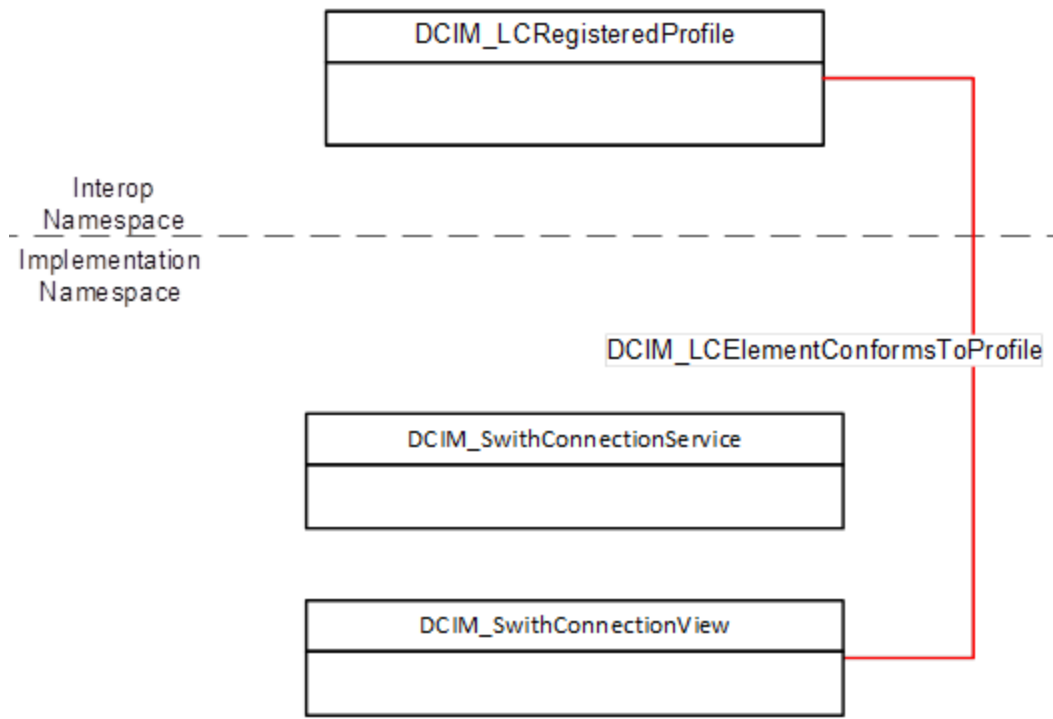 DCIM_LCRegisteredProfile
Interop
Namespace
Implementation
Namespace
DCIM_LCElementConformsToProfile
DCIM_SwithConnectionService
DCIM_SwithConnectionView